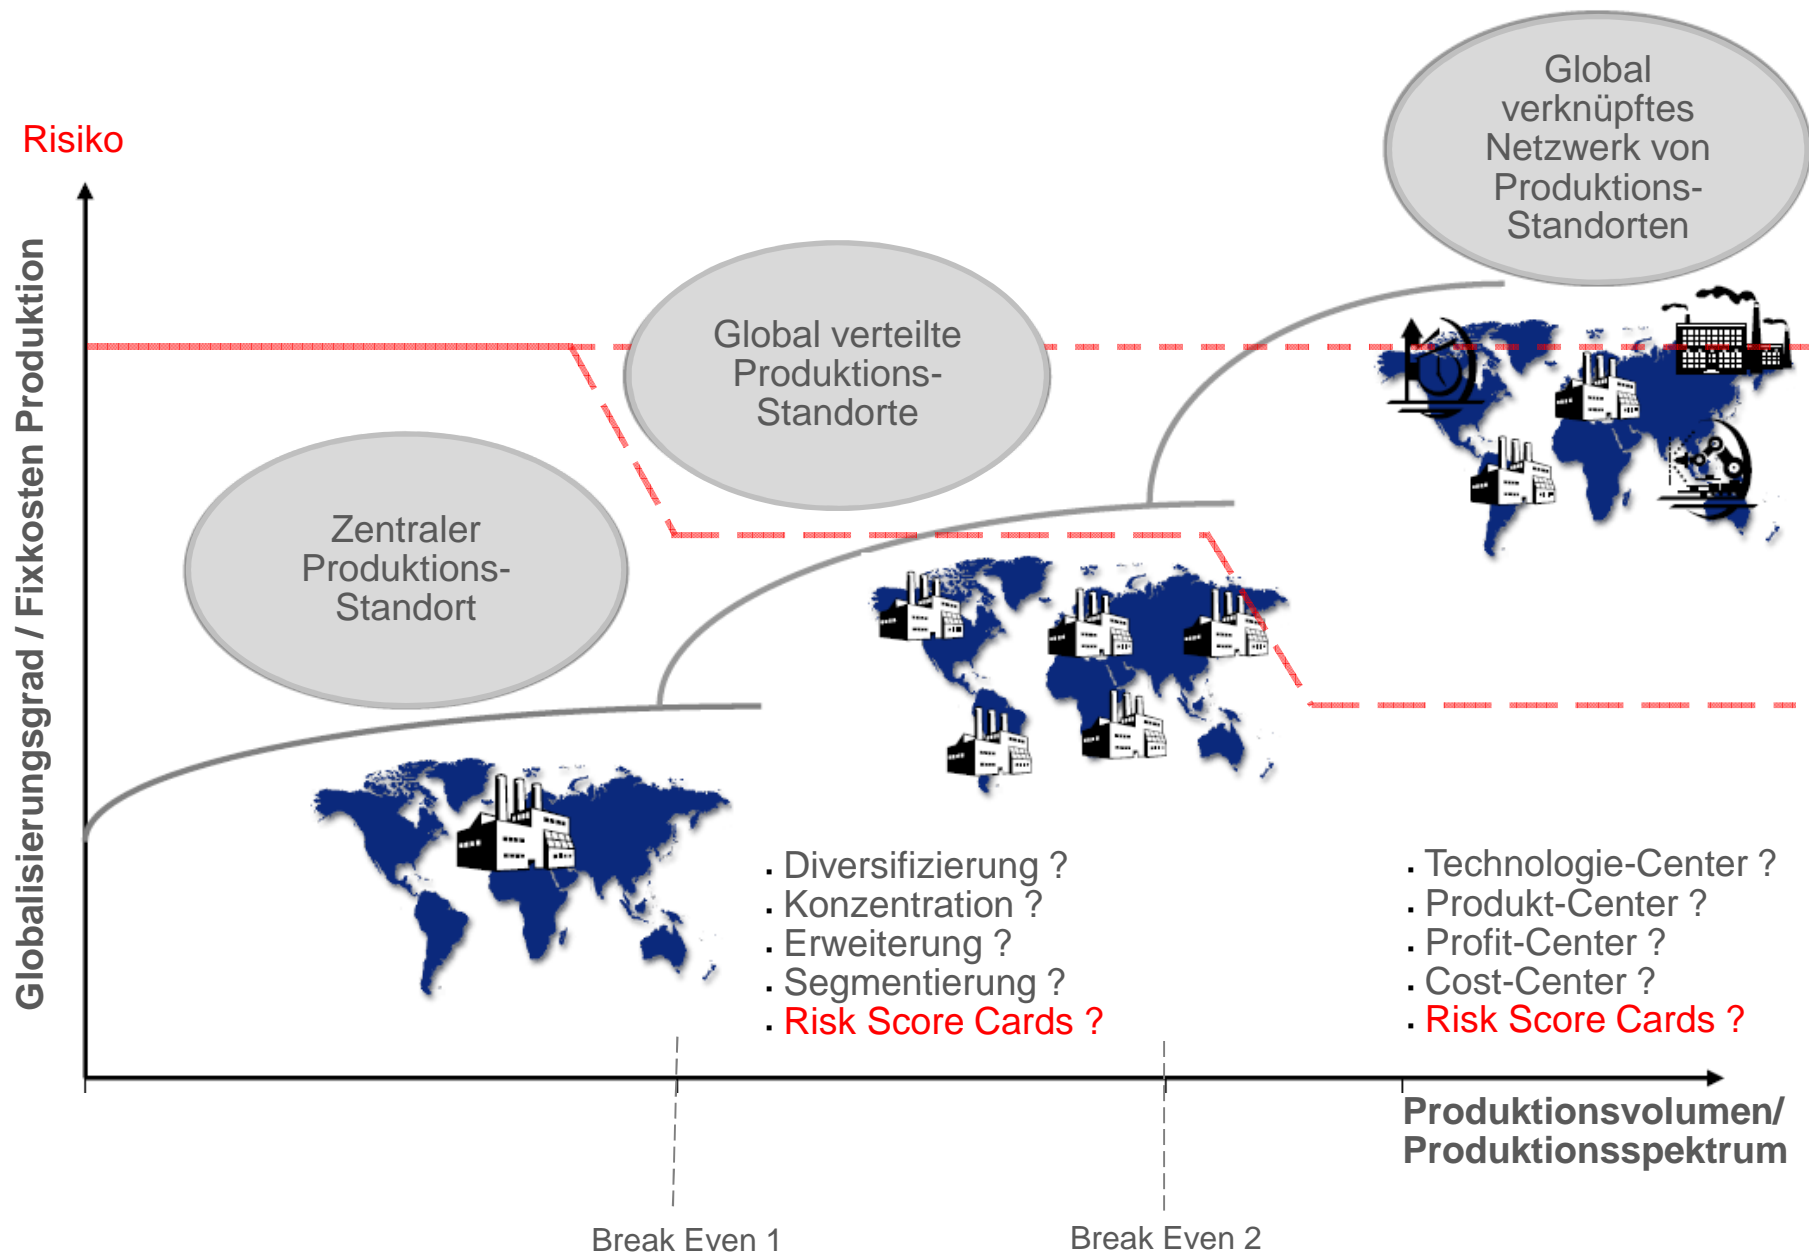 Risiko
Globalisierungsgrad / Fixkosten Produktion
Zentraler
Produktions-
Standort
Global verteilte
Produktions-
Standorte
Global
verknüpftes
Netzwerk von
Produktions-
Standorten
▪ Diversifizierung ?
▪ Konzentration ?
▪ Erweiterung ?
▪ Segmentierung ?
▪ Risk Score Cards ?
▪ Technologie-Center ?
▪ Produkt-Center ?
▪ Profit-Center ?
▪ Cost-Center ?
▪ Risk Score Cards ?
Produktionsvolumen/
Produktionsspektrum
Break Even 1
Break Even 2